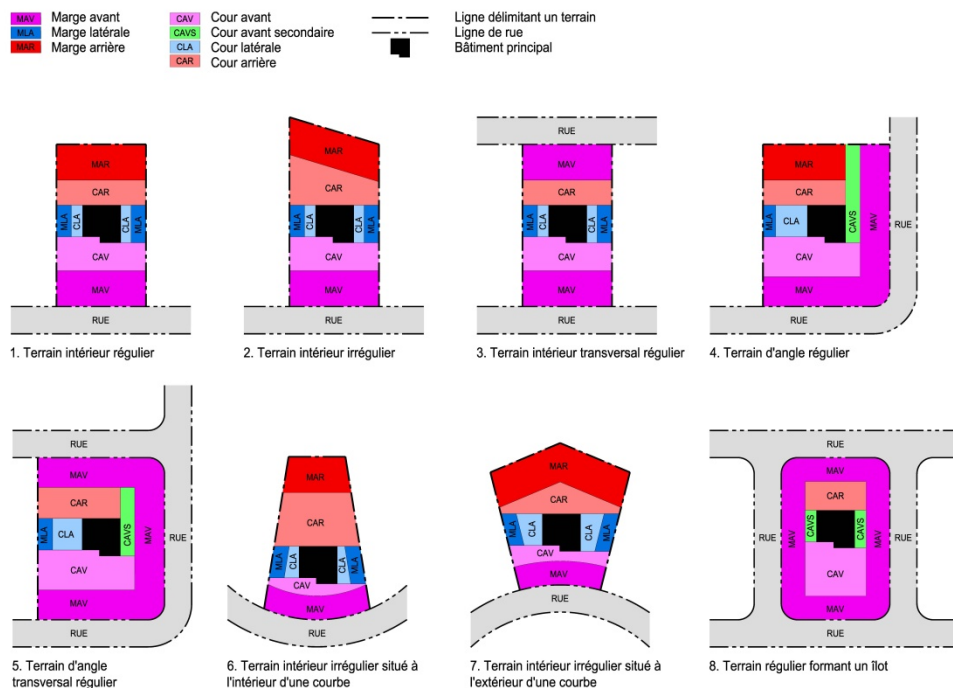 MAV Marge avant
MLA Marge latérale
MAR Marge arrière
CAV Cour avant
CAVS Cour avant secondaire
CLA Cour latérale
CAR Cour arrière
Ligne délimitant un terrain
Ligne de rue
Bâtiment principal
MAR
CAR
MLA CLA CLA MLA
CAV
MAV
RUE
1. Terrain intérieur régulier
MAR
CAR
MLA CLA CLA MLA
CAV
MAV
RUE
2. Terrain intérieur irrégulier
RUE
MAV
CAR
MLA CLA CLA MLA
CAV
MAV
RUE
3. Terrain intérieur transversal régulier
MAR
CAR
MLA CLA CAVS MAV RUE
CAV
MAV
RUE
4. Terrain d'angle régulier
RUE
MAV
CAR
MLA CLA CAVS MAV RUE
CAV
MAV
RUE
5. Terrain d'angle
transversal régulier
MAR
CAR
MLA CLA CLA MLA
CAV
MAV
RUE
6. Terrain intérieur irrégulier situé à
l'intérieur d'une courbe
MAR
CAR
MLA CLA CLA MLA
CAV
MAV
RUE
7. Terrain intérieur irrégulier situé à
l'extérieur d'une courbe
RUE
MAV
CAR
RUE MAV CAVS CAVS MAV RUE
CAV
MAV
RUE
8. Terrain régulier formant un îlot